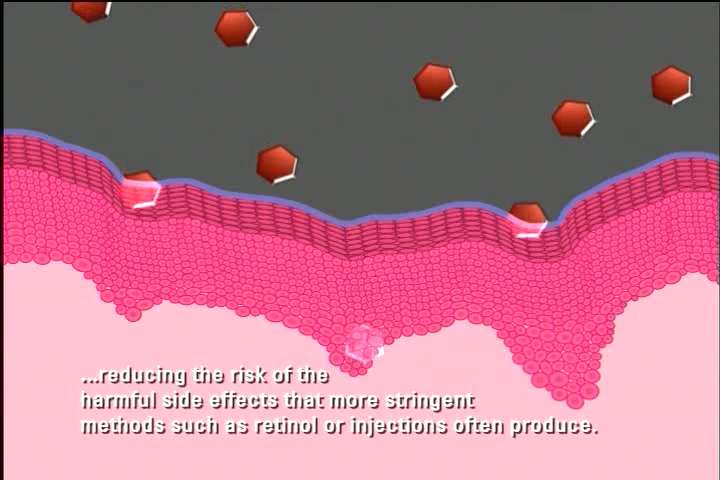 ...reducing the risk of the
harmful side effects that more stringent
methods such as retinol or injections often produce.